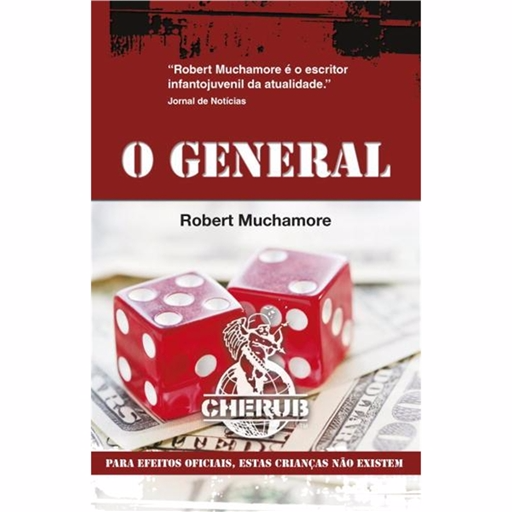 “Robert Muchamore é o escritor
infantojuvenil da atualidade.”
Jornal de Notícias
O GENERAL
Robert Muchamore
CHERUB
PARA EFEITOS OFICIAIS, ESTAS CRIANÇAS NÃO EXISTEM